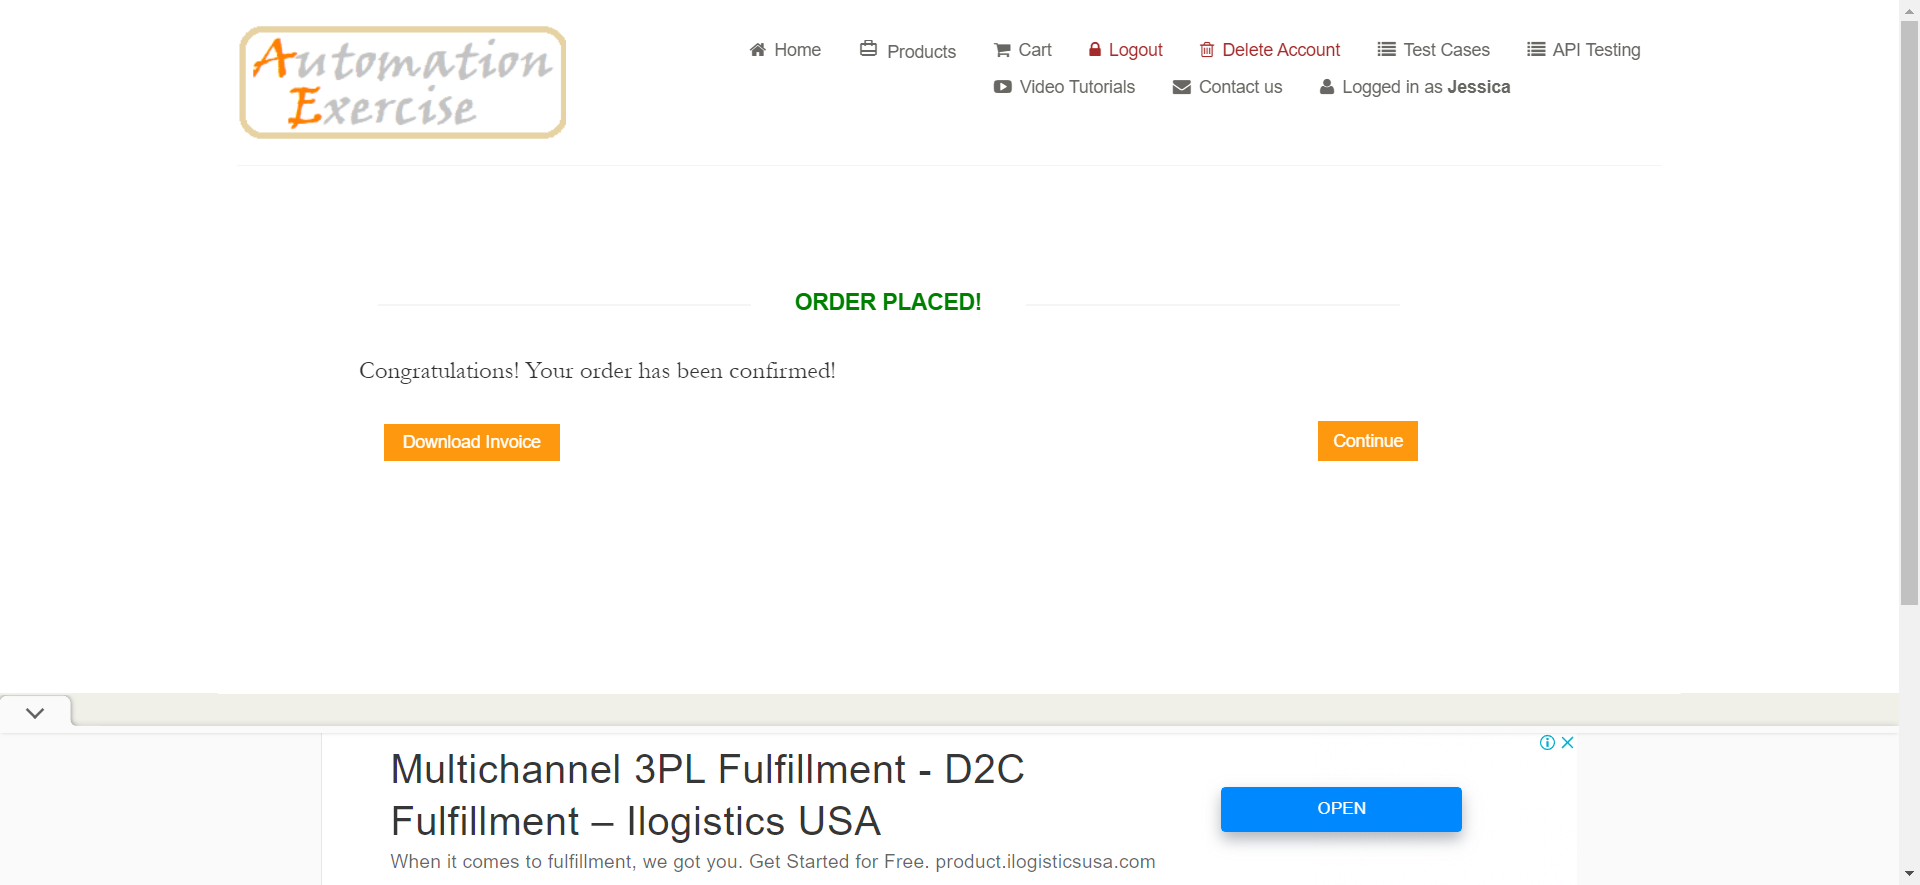 Automation
Exercise
Home Products Cart Logout Delete Account Test Cases API Testing
Video Tutorials Contact us Logged in as Jessica
ORDER PLACED!
Congratulations! Your order has been confirmed!
Download Invoice Continue
Multichannel 3PL Fulfillment - D2C
Fulfillment – Ilogistics USA
OPEN
When it comes to fulfillment, we got you. Get Started for Free. product.ilogisticsusa.com